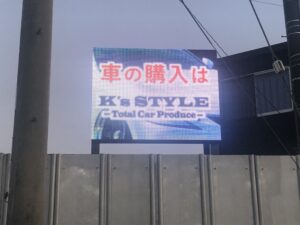 車の購入は
K's STYLE
-Total Car Produce-